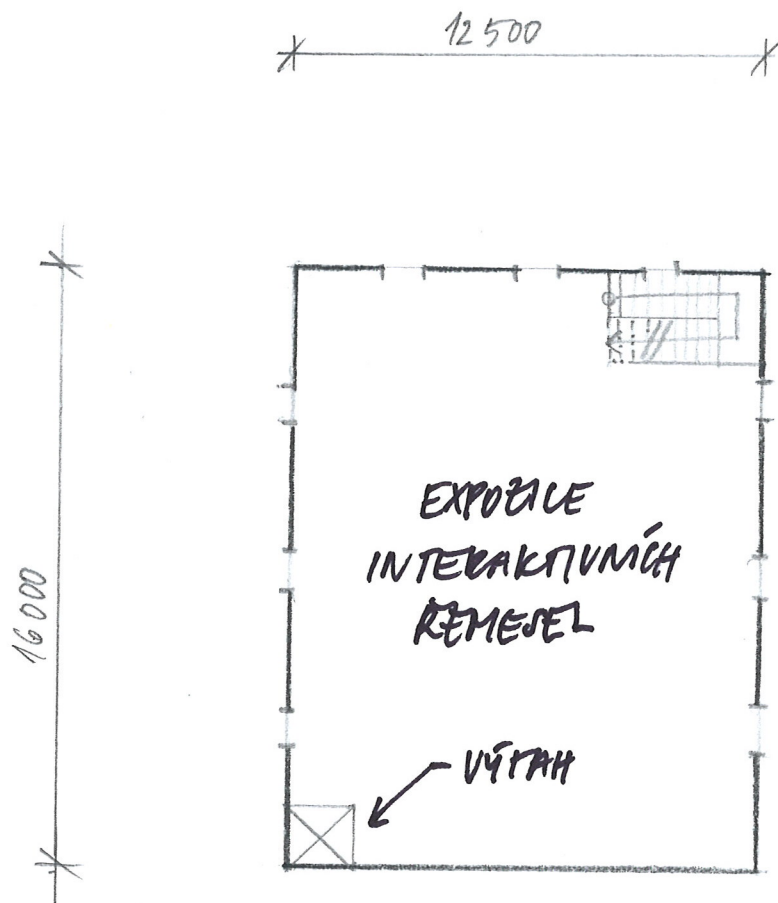 12 500
16 000
EXPOZICE
INTERAKTIVNÍCH
ŘEMESEL
VÝTAH